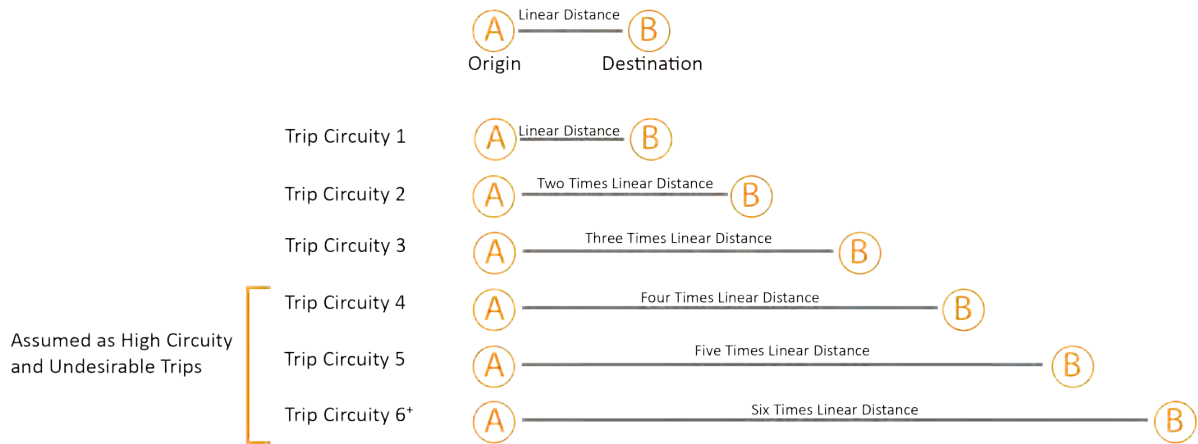 Linear Distance
A B
Origin Destination
Trip Circuity 1 A Linear Distance B
Trip Circuity 2 A Two Times Linear Distance B
Trip Circuity 3 A Three Times Linear Distance B
Trip Circuity 4 A Four Times Linear Distance B
Assumed as High Circuity
and Undesirable Trips
Trip Circuity 5 A Five Times Linear Distance B
Trip Circuity 6⁺ A Six Times Linear Distance B